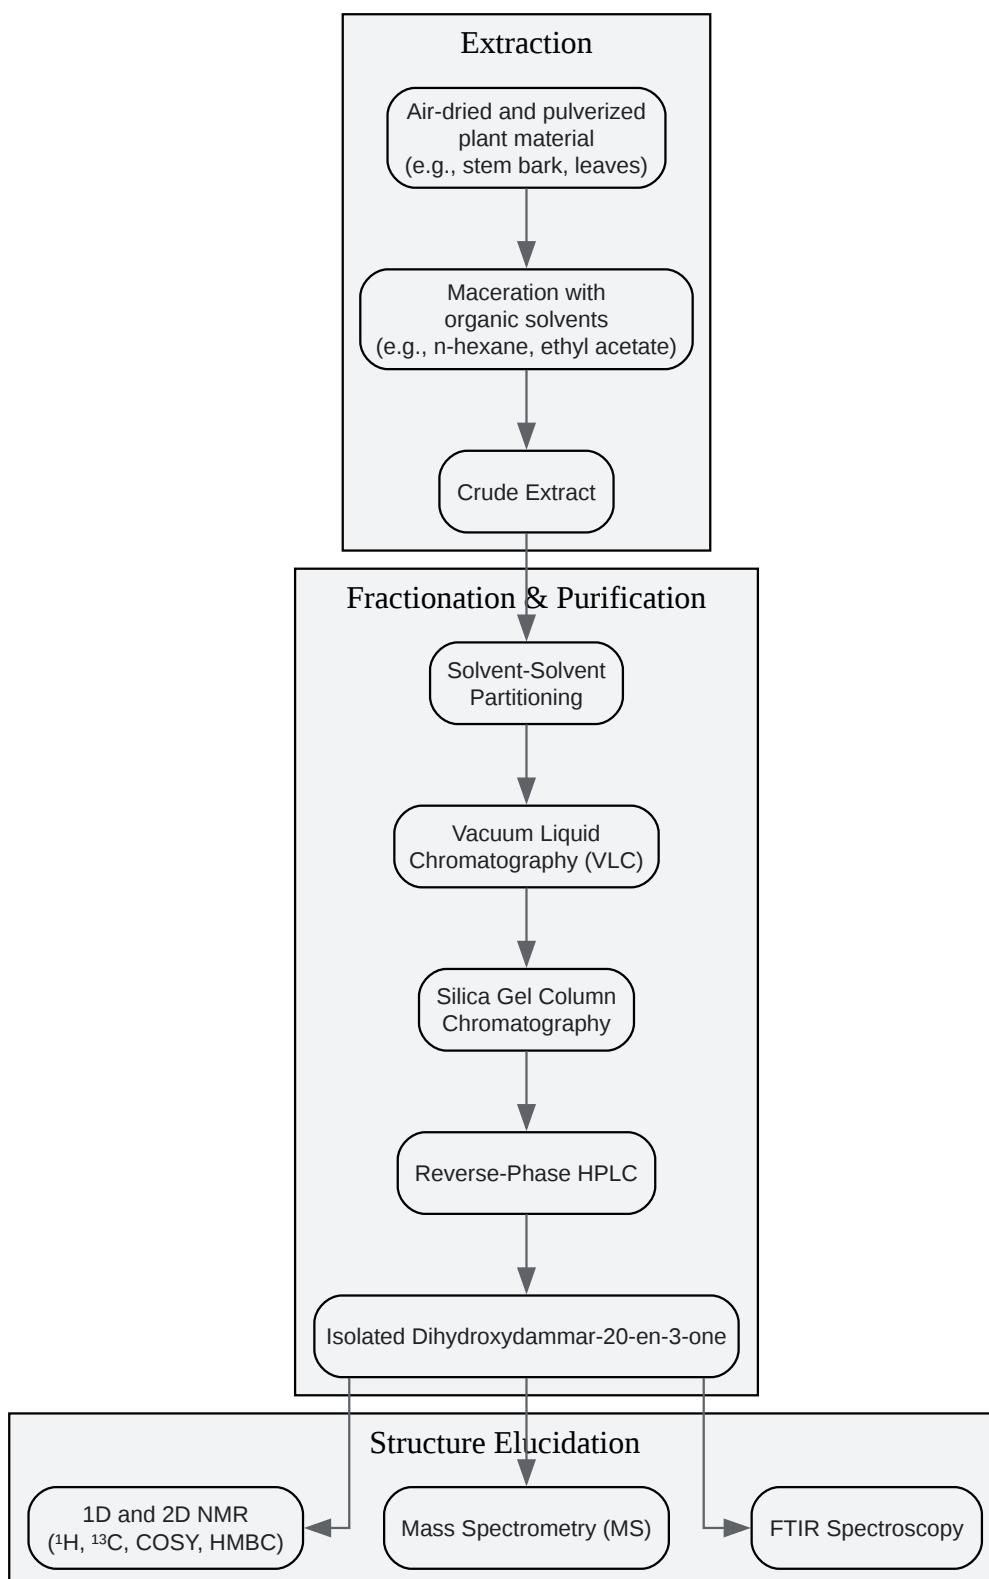 Extraction
Air-dried and pulverized
plant material
(e.g., stem bark, leaves)
Maceration with
organic solvents
(e.g., n-hexane, ethyl acetate)
Crude Extract
Fractionation & Purification
Solvent-Solvent
Partitioning
Vacuum Liquid
Chromatography (VLC)
Silica Gel Column
Chromatography
Reverse-Phase HPLC
Isolated Dihydroxydammar-20-en-3-one
Structure Elucidation
1D and 2D NMR
(¹H, ¹³C, COSY, HMBC)
Mass Spectrometry (MS)
FTIR Spectroscopy